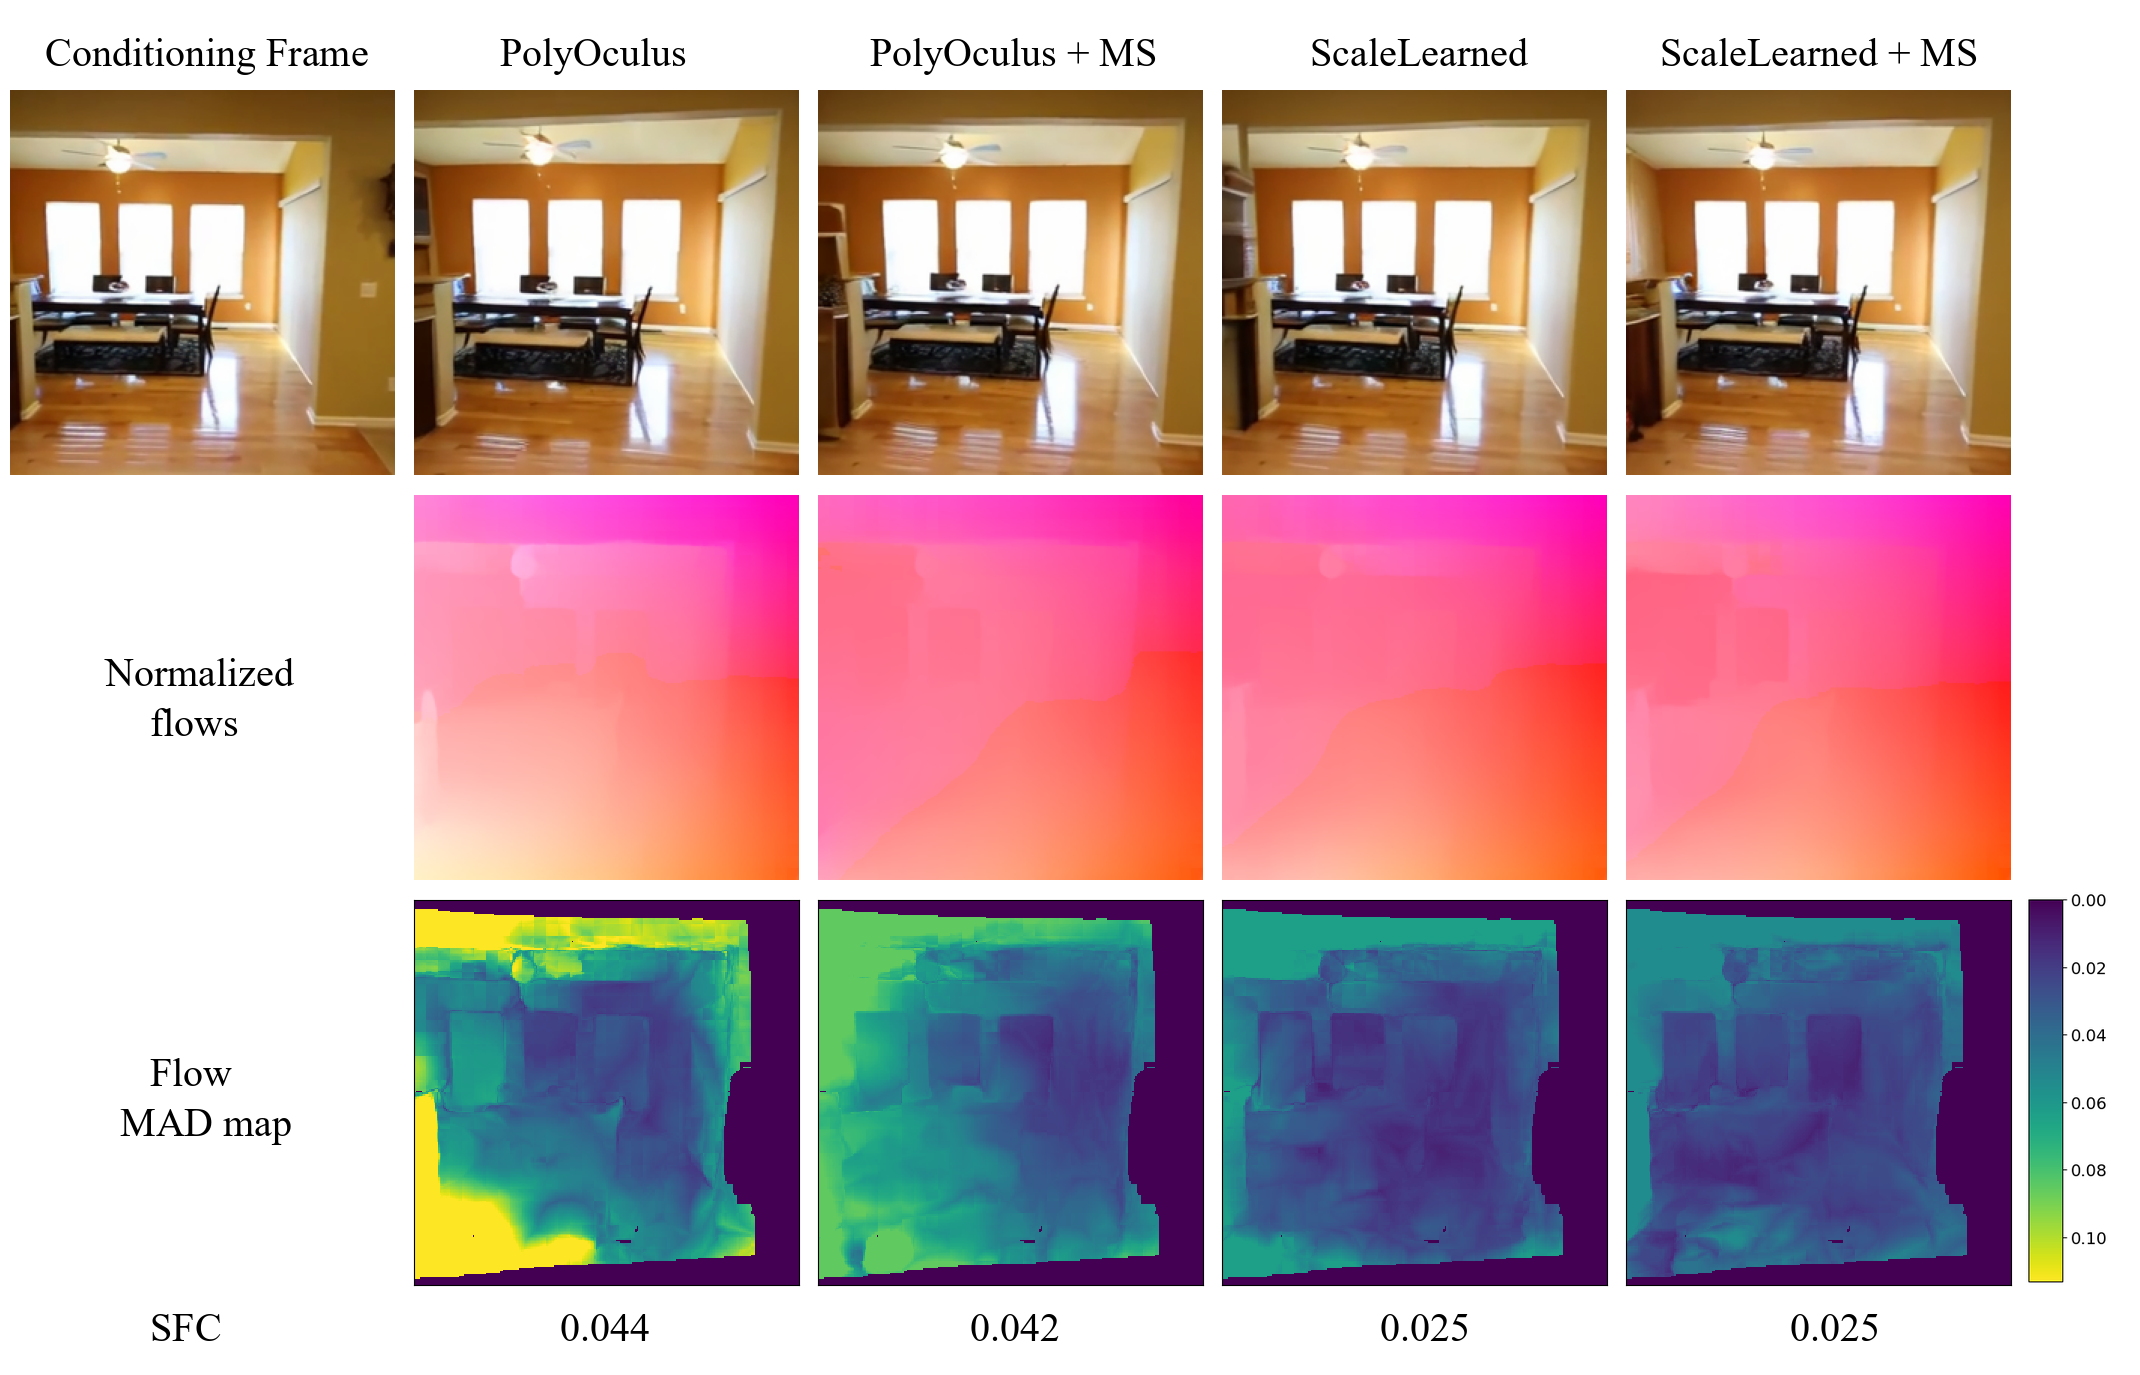 Conditioning Frame
PolyOculus
PolyOculus + MS
ScaleLearned
ScaleLearned + MS
Normalized
flows
Flow
MAD map
0.00
0.02
0.04
0.06
0.08
0.10
SFC
0.044
0.042
0.025
0.025